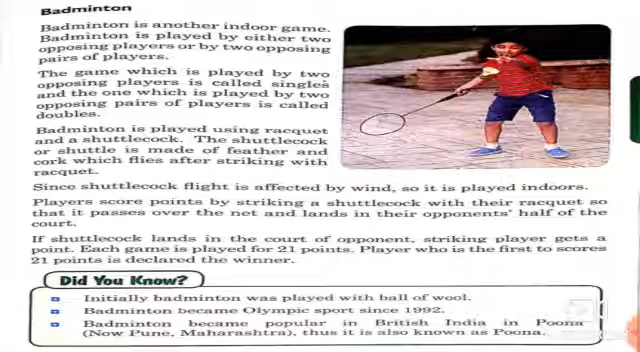 Badminton
Badminton is another indoor game.
Badminton is played by either two
opposing players or by two opposing
pairs of players.
The game which is played by two
opposing players is called singles
and the one which is played by two
opposing pairs of players is called
doubles.
Badminton is played using racquet
and a shuttlecock. The shuttlecock
or shuttle is made of feather and
cork which flies after striking with
racquet.
Since shuttlecock flight is affected by wind, so it is played indoors.
Players score points by striking a shuttlecock with their racquet so
that it passes over the net and lands in their opponents' half of the
court.
If shuttlecock lands in the court of opponent, striking player gets a
point. Each game is played for 21 points. Player who is the first to scores
21 points is declared the winner.
Did You Know?
Initially badminton was played with ball of wool.
Badminton became Olympic sport since 1992.
Badminton became popular in British India in Poona
(Now Pune, Maharashtra), thus it is also known as Poona.